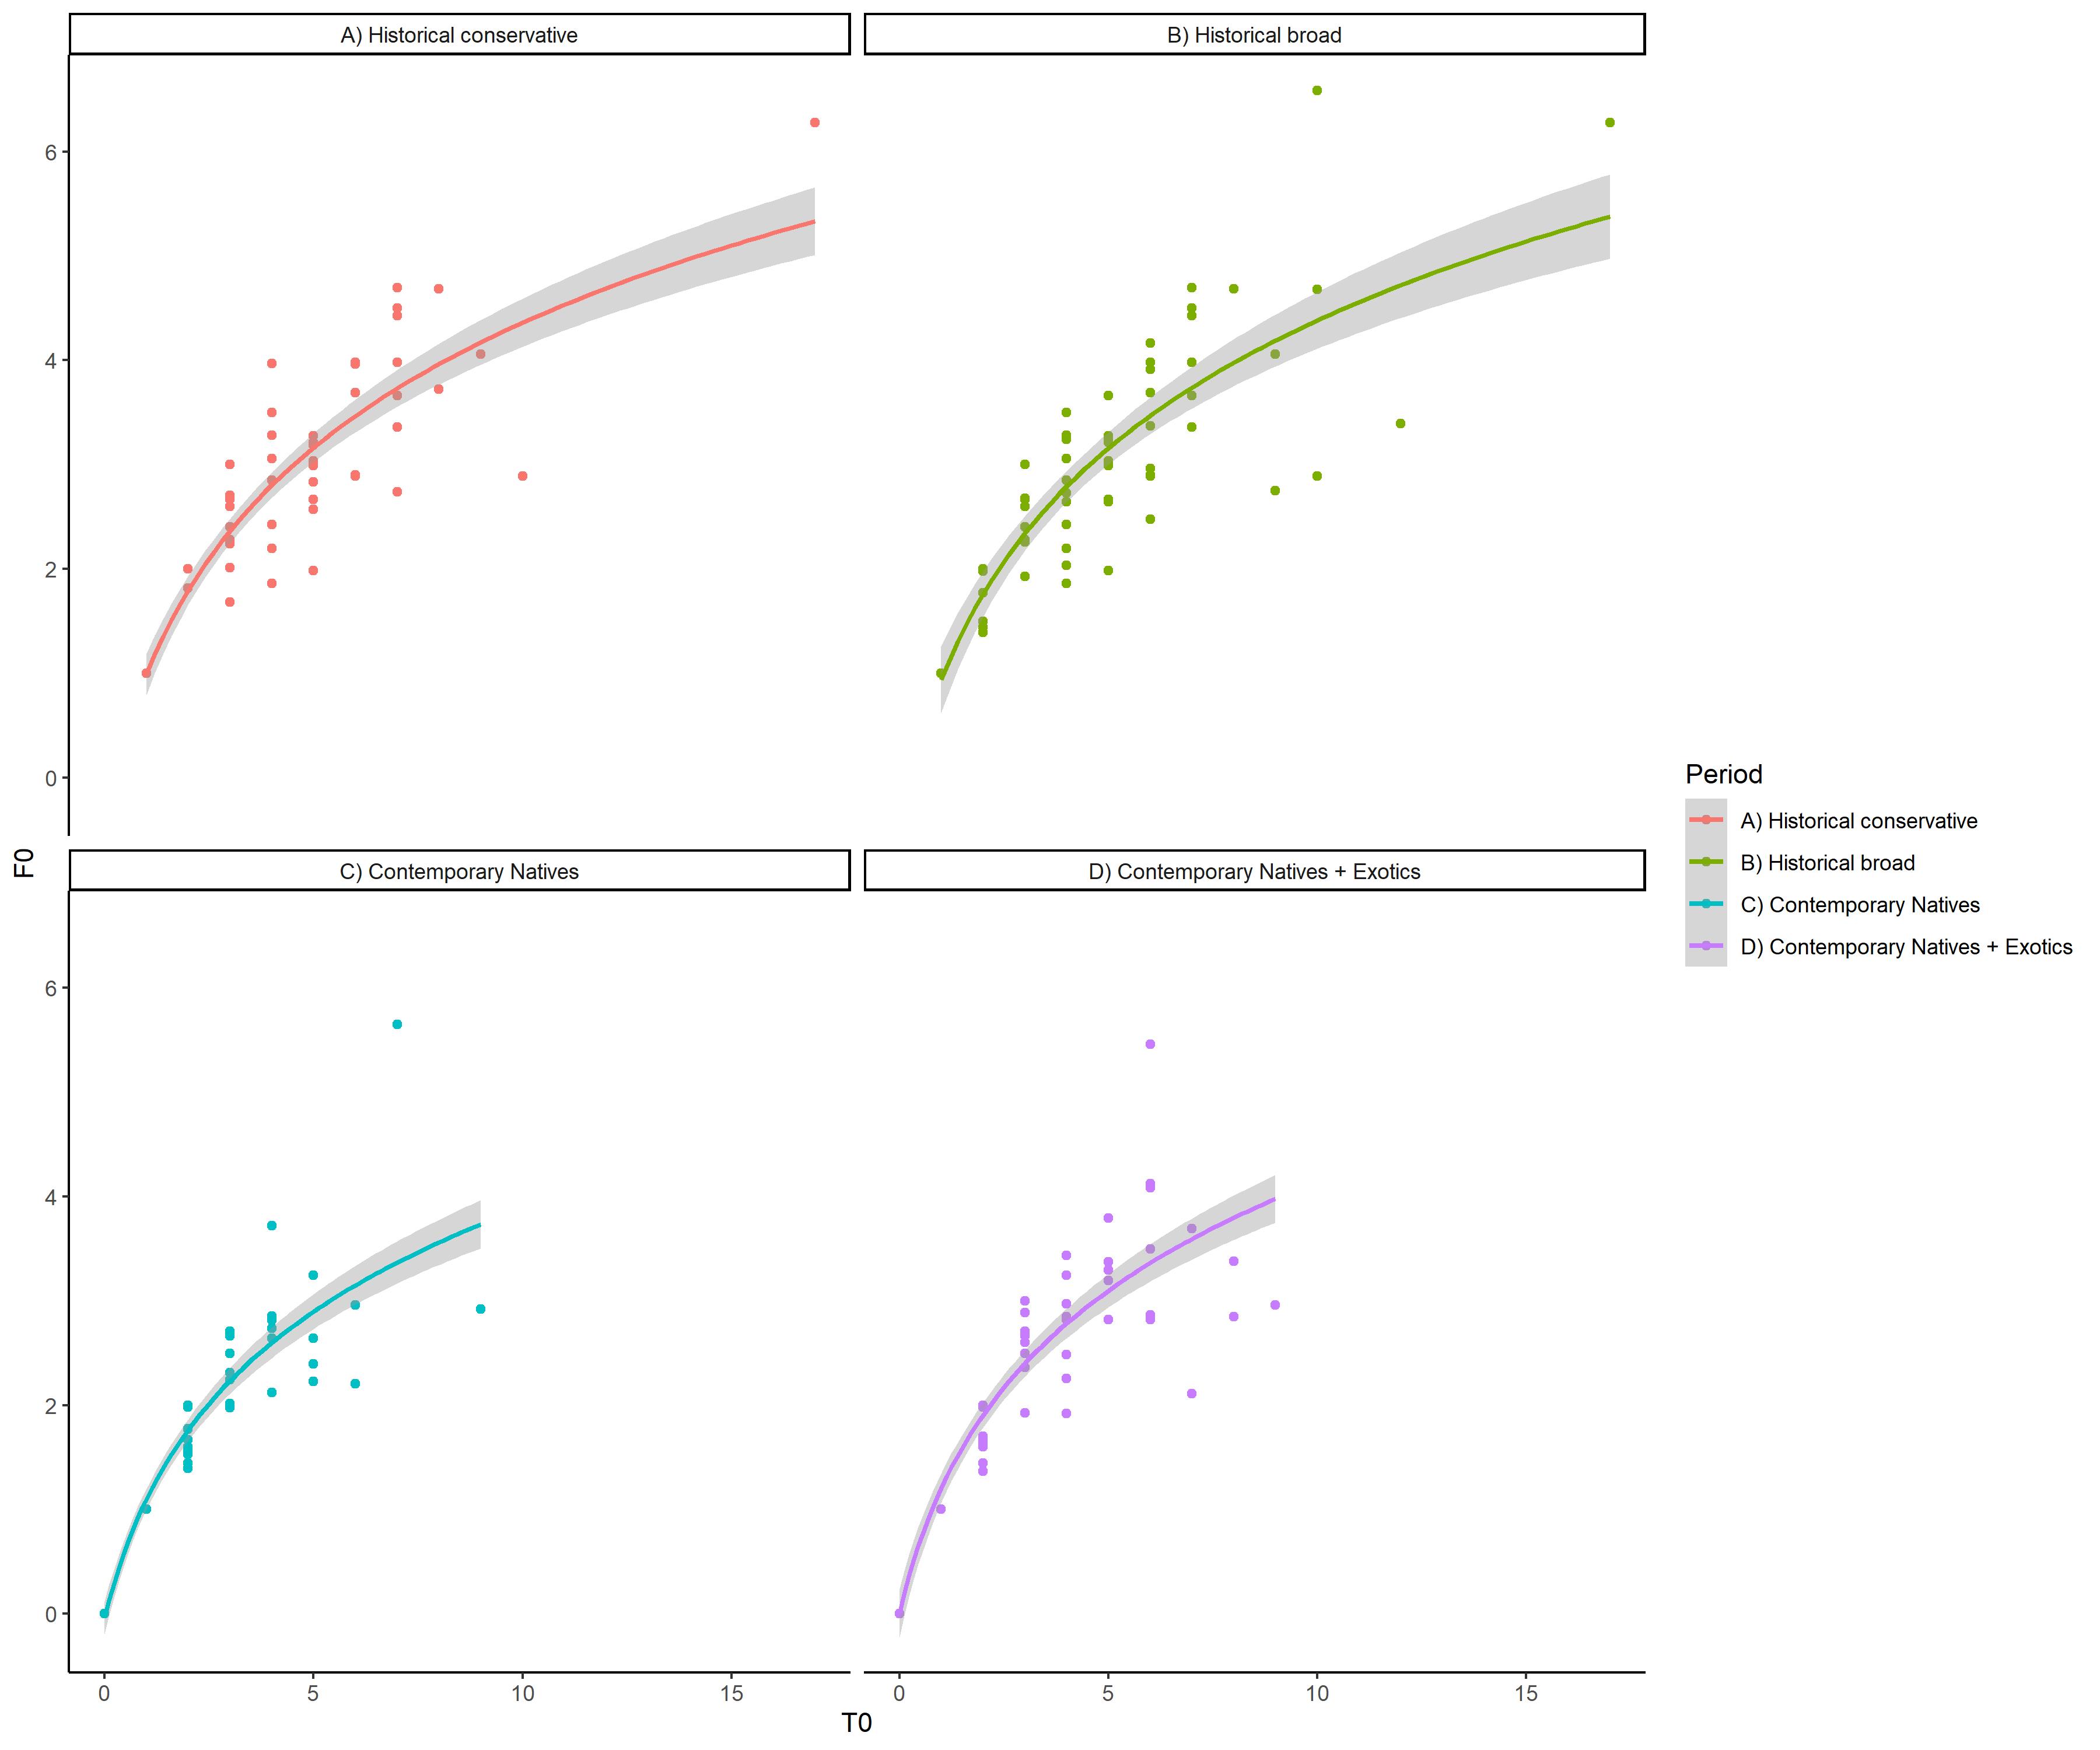 A) Historical conservative
B) Historical broad
6
4
2
0
C) Contemporary Natives
D) Contemporary Natives + Exotics
6
4
2
0
0
5
10
15
0
5
10
15
T0
F0
Period
A) Historical conservative
B) Historical broad
C) Contemporary Natives
D) Contemporary Natives + Exotics